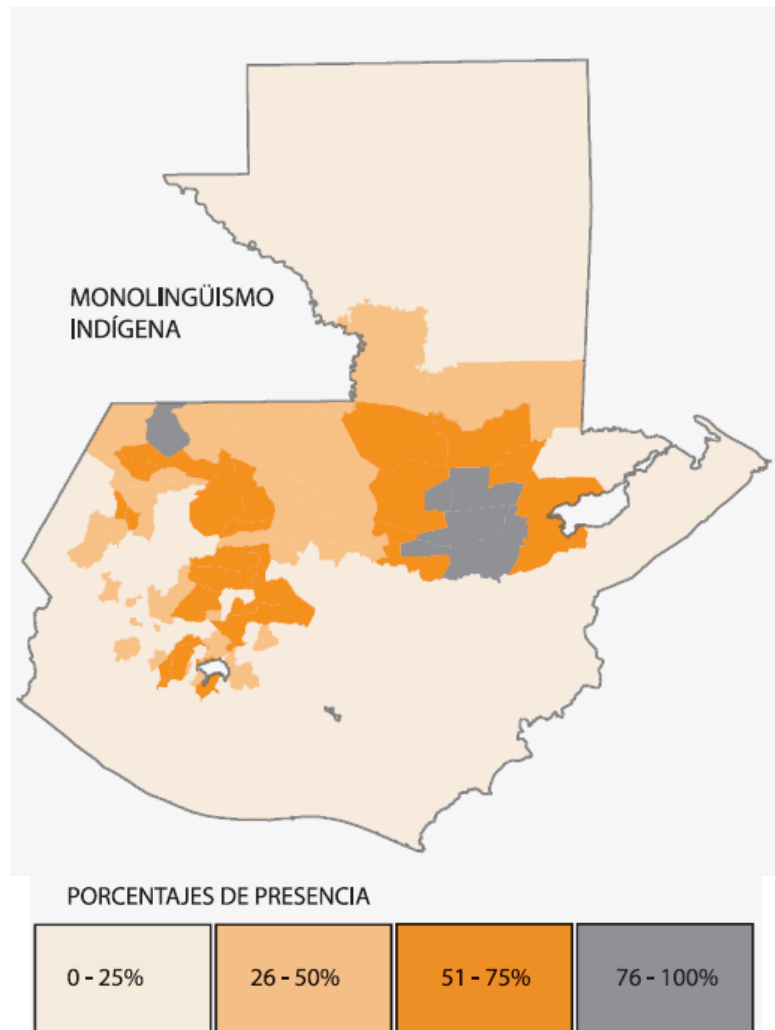 MONOLINGÜISMO
INDÍGENA
PORCENTAJES DE PRESENCIA
0 - 25%
26 - 50%
51 - 75%
76 - 100%